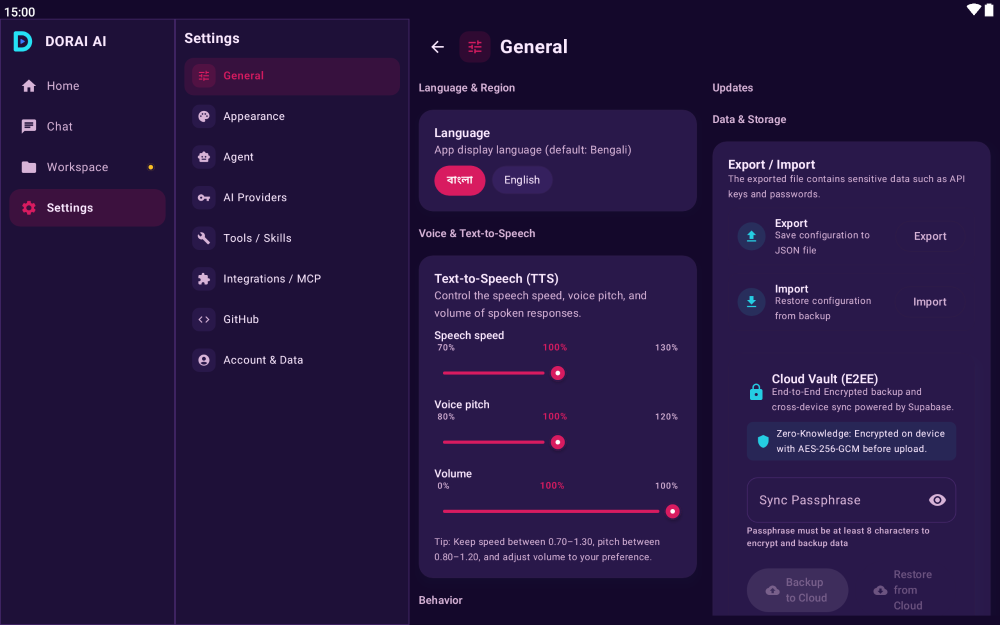 15:00
DORAI AI
Home
Chat
Workspace
Settings
Settings
General
Appearance
Agent
AI Providers
Tools / Skills
Integrations / MCP
GitHub
Account & Data
General
Language & Region
Language
App display language (default: Bengali)
বাংলা
English
Voice & Text-to-Speech
Text-to-Speech (TTS)
Control the speech speed, voice pitch, and
volume of spoken responses.
Speech speed
70% 100% 130%
Voice pitch
80% 100% 120%
Volume
0% 100% 100%
Tip: Keep speed between 0.70–1.30, pitch between
0.80–1.20, and adjust volume to your preference.
Behavior
Updates
Data & Storage
Export / Import
The exported file contains sensitive data such as API
keys and passwords.
Export
Save configuration to
JSON file
Export
Import
Restore configuration
from backup
Import
Cloud Vault (E2EE)
End-to-End Encrypted backup and
cross-device sync powered by Supabase.
Zero-Knowledge: Encrypted on device
with AES-256-GCM before upload.
Sync Passphrase
Passphrase must be at least 8 characters to
encrypt and backup data
Backup
to Cloud
Restore
from
Cloud